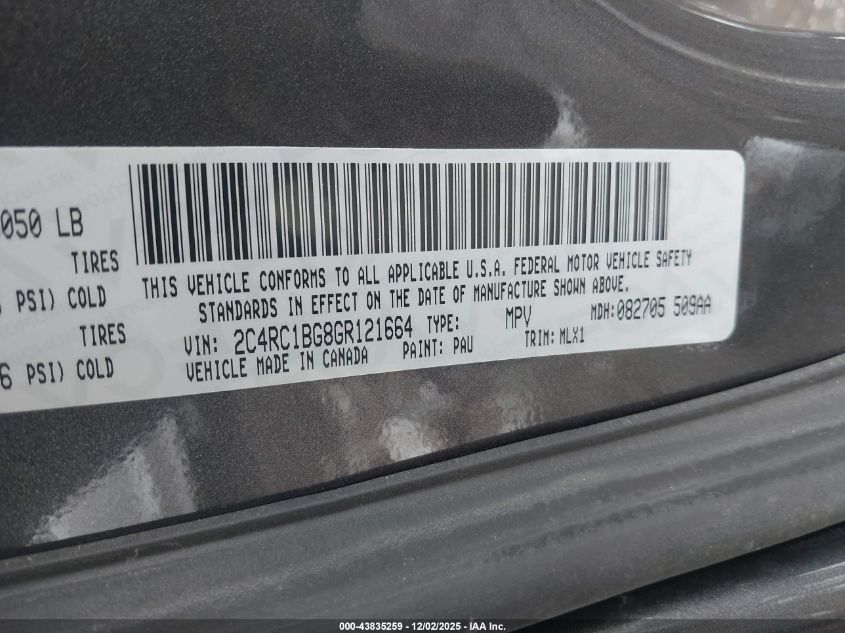 050 LB
TIRES
PSI) COLD
TIRES
6 PSI) COLD
THIS VEHICLE CONFORMS TO ALL APPLICABLE U.S.A. FEDERAL MOTOR VEHICLE SAFETY
STANDARDS IN EFFECT ON THE DATE OF MANUFACTURE SHOWN ABOVE.
VIN: 2C4RC1BG8GR121664 TYPE: MPV MDH:082705 509AA
VEHICLE MADE IN CANADA PAINT: PAU TRIM:MLX1
000-43835259 - 12/02/2025 - IAA Inc.